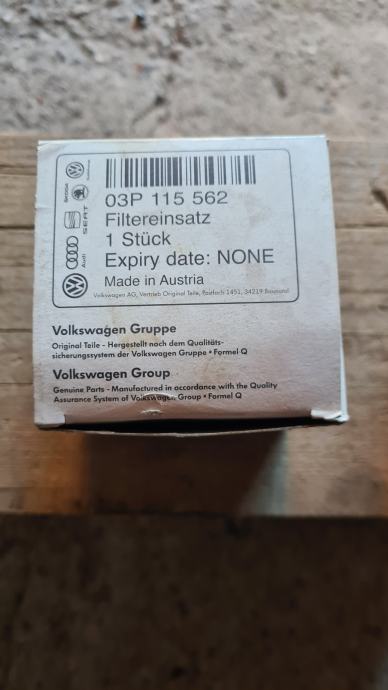 03P 115 562
Filtereinsatz
1 Stück
Expiry date: NONE
Made in Austria
Volkswagen AG, Vertrieb Original Teile, Postfach 1451, 34219 Baunatal
Audi
SEAT
ŠKODA
Volkswagen Gruppe
Original Teile - Hergestellt nach dem Qualitäts-
sicherungssystem der Volkswagen Gruppe • Formel Q
Volkswagen Group
Genuine Parts - Manufactured in accordance with the Quality
Assurance System of Volkswagen Group • Formel Q